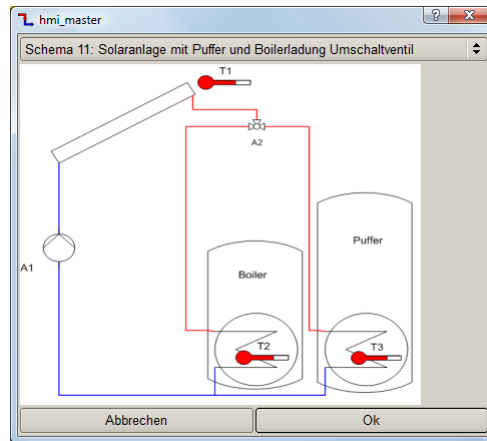 hmi_master
Schema 11: Solaranlage mit Puffer und Boilerladung Umschaltventil
T1
A2
Puffer
A1
Boiler
T2
T3
Abbrechen
Ok